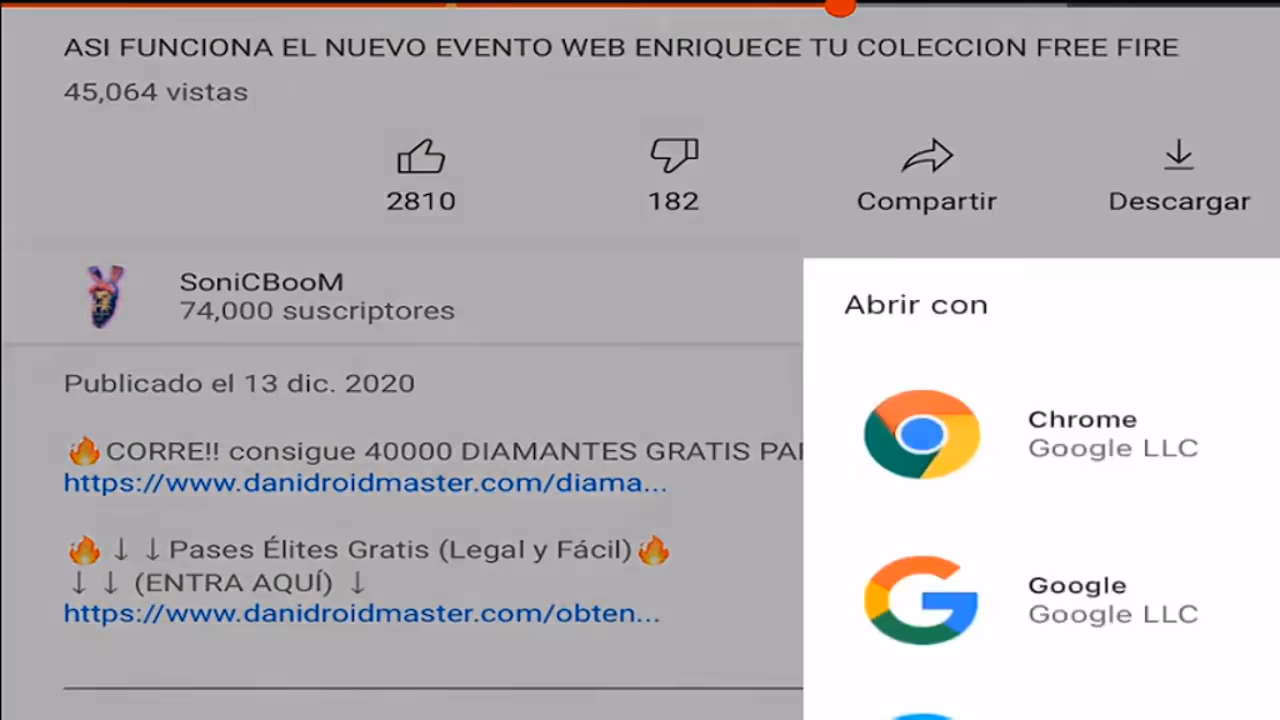 ASI FUNCIONA EL NUEVO EVENTO WEB ENRIQUECE TU COLECCION FREE FIRE
45,064 vistas
2810
182
Compartir
Descargar
SoniCBooM
74,000 suscriptores
Publicado el 13 dic. 2020
🔥CORRE!! consigue 40000 DIAMANTES GRATIS
https://www.danidroidmaster.com/diama...
🔥↓ ↓Pases Élites Gratis (Legal y Fácil)🔥
↓ ↓ (ENTRA AQUÍ) ↓
https://www.danidroidmaster.com/obten...
Abrir con
Chrome
Google LLC
Google
Google LLC